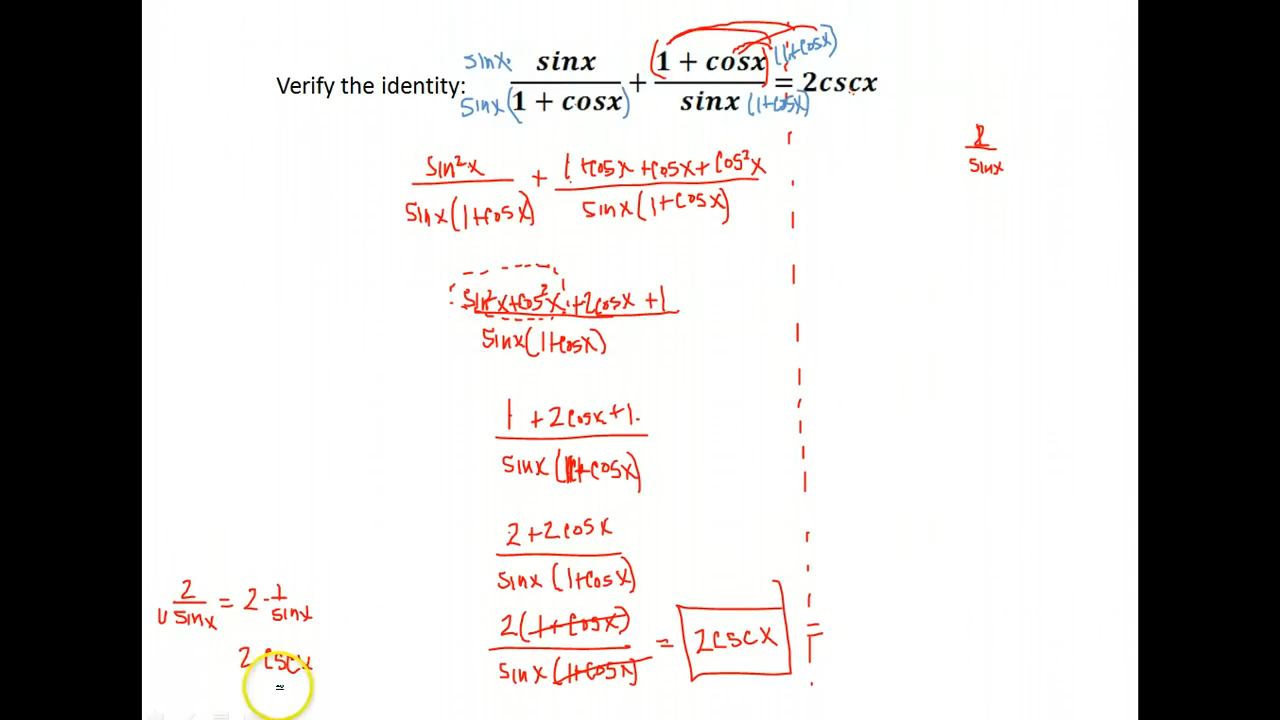 sinx· sinx (1 + cosx) (1+cosx)
Verify the identity: ─── + ─── = 2cscx
sinx (1 + cosx) sinx (1+cosx)
2
sinx
sin²x + 1+cosx+cosx+cos²x
sinx(1+cosx) sinx(1+cosx)
sin²x+cos²x+2cosx+1
sinx(1+cosx)
1+2cosx+1
sinx(1+cosx)
2+2cosx
sinx(1+cosx)
2 = 2·1
sinx sinx
2(1+cosx) = 2cscx =
sinx(1+cosx)
2 cscx
=